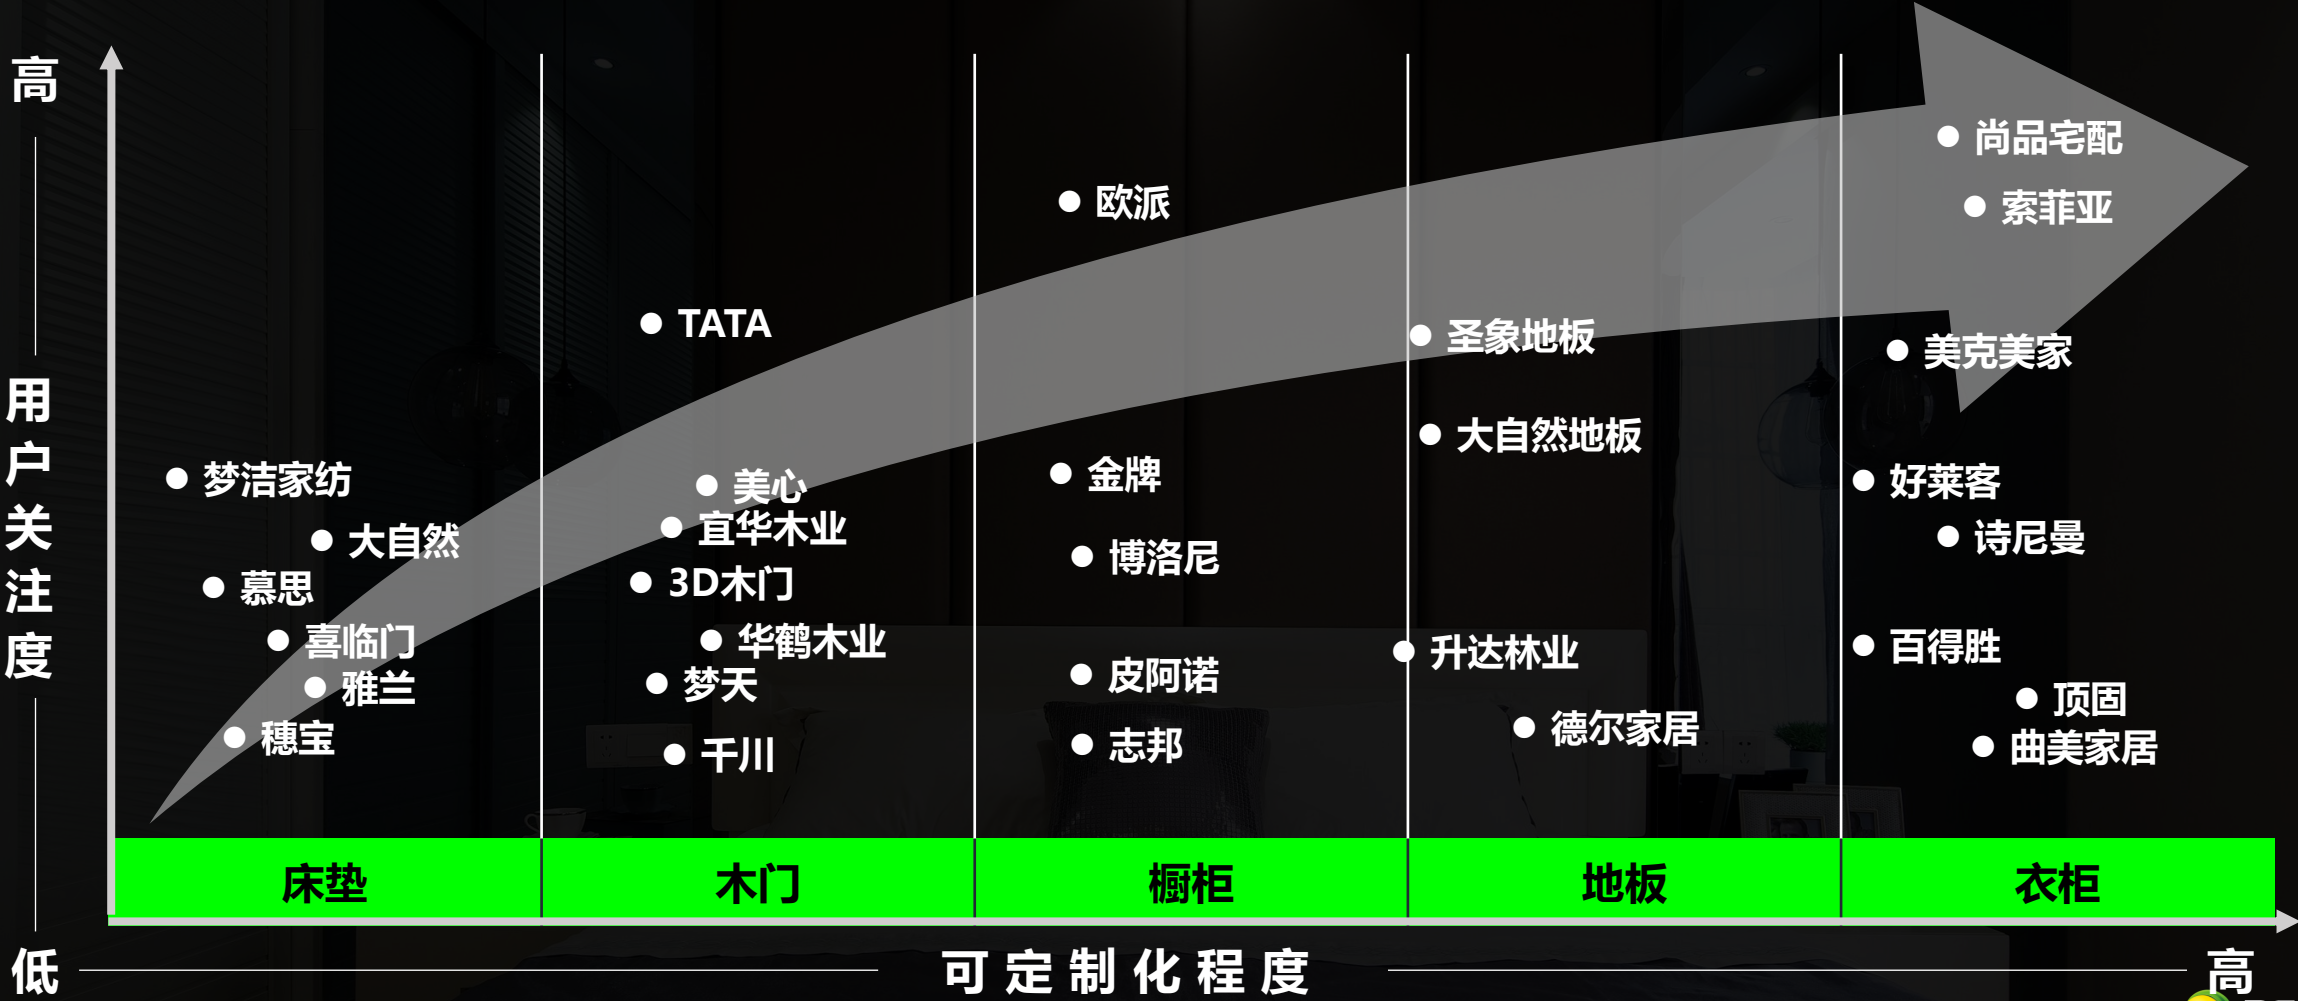 高
用户关注度
低
梦洁家纺
大自然
慕思
喜临门
雅兰
穗宝
TATA
美心
宜华木业
3D木门
华鹤木业
梦天
千川
欧派
金牌
博洛尼
皮阿诺
志邦
圣象地板
大自然地板
升达林业
德尔家居
尚品宅配
索菲亚
美克美家
好莱客
诗尼曼
百得胜
顶固
曲美家居
床垫
木门
橱柜
地板
衣柜
可定制化程度
高